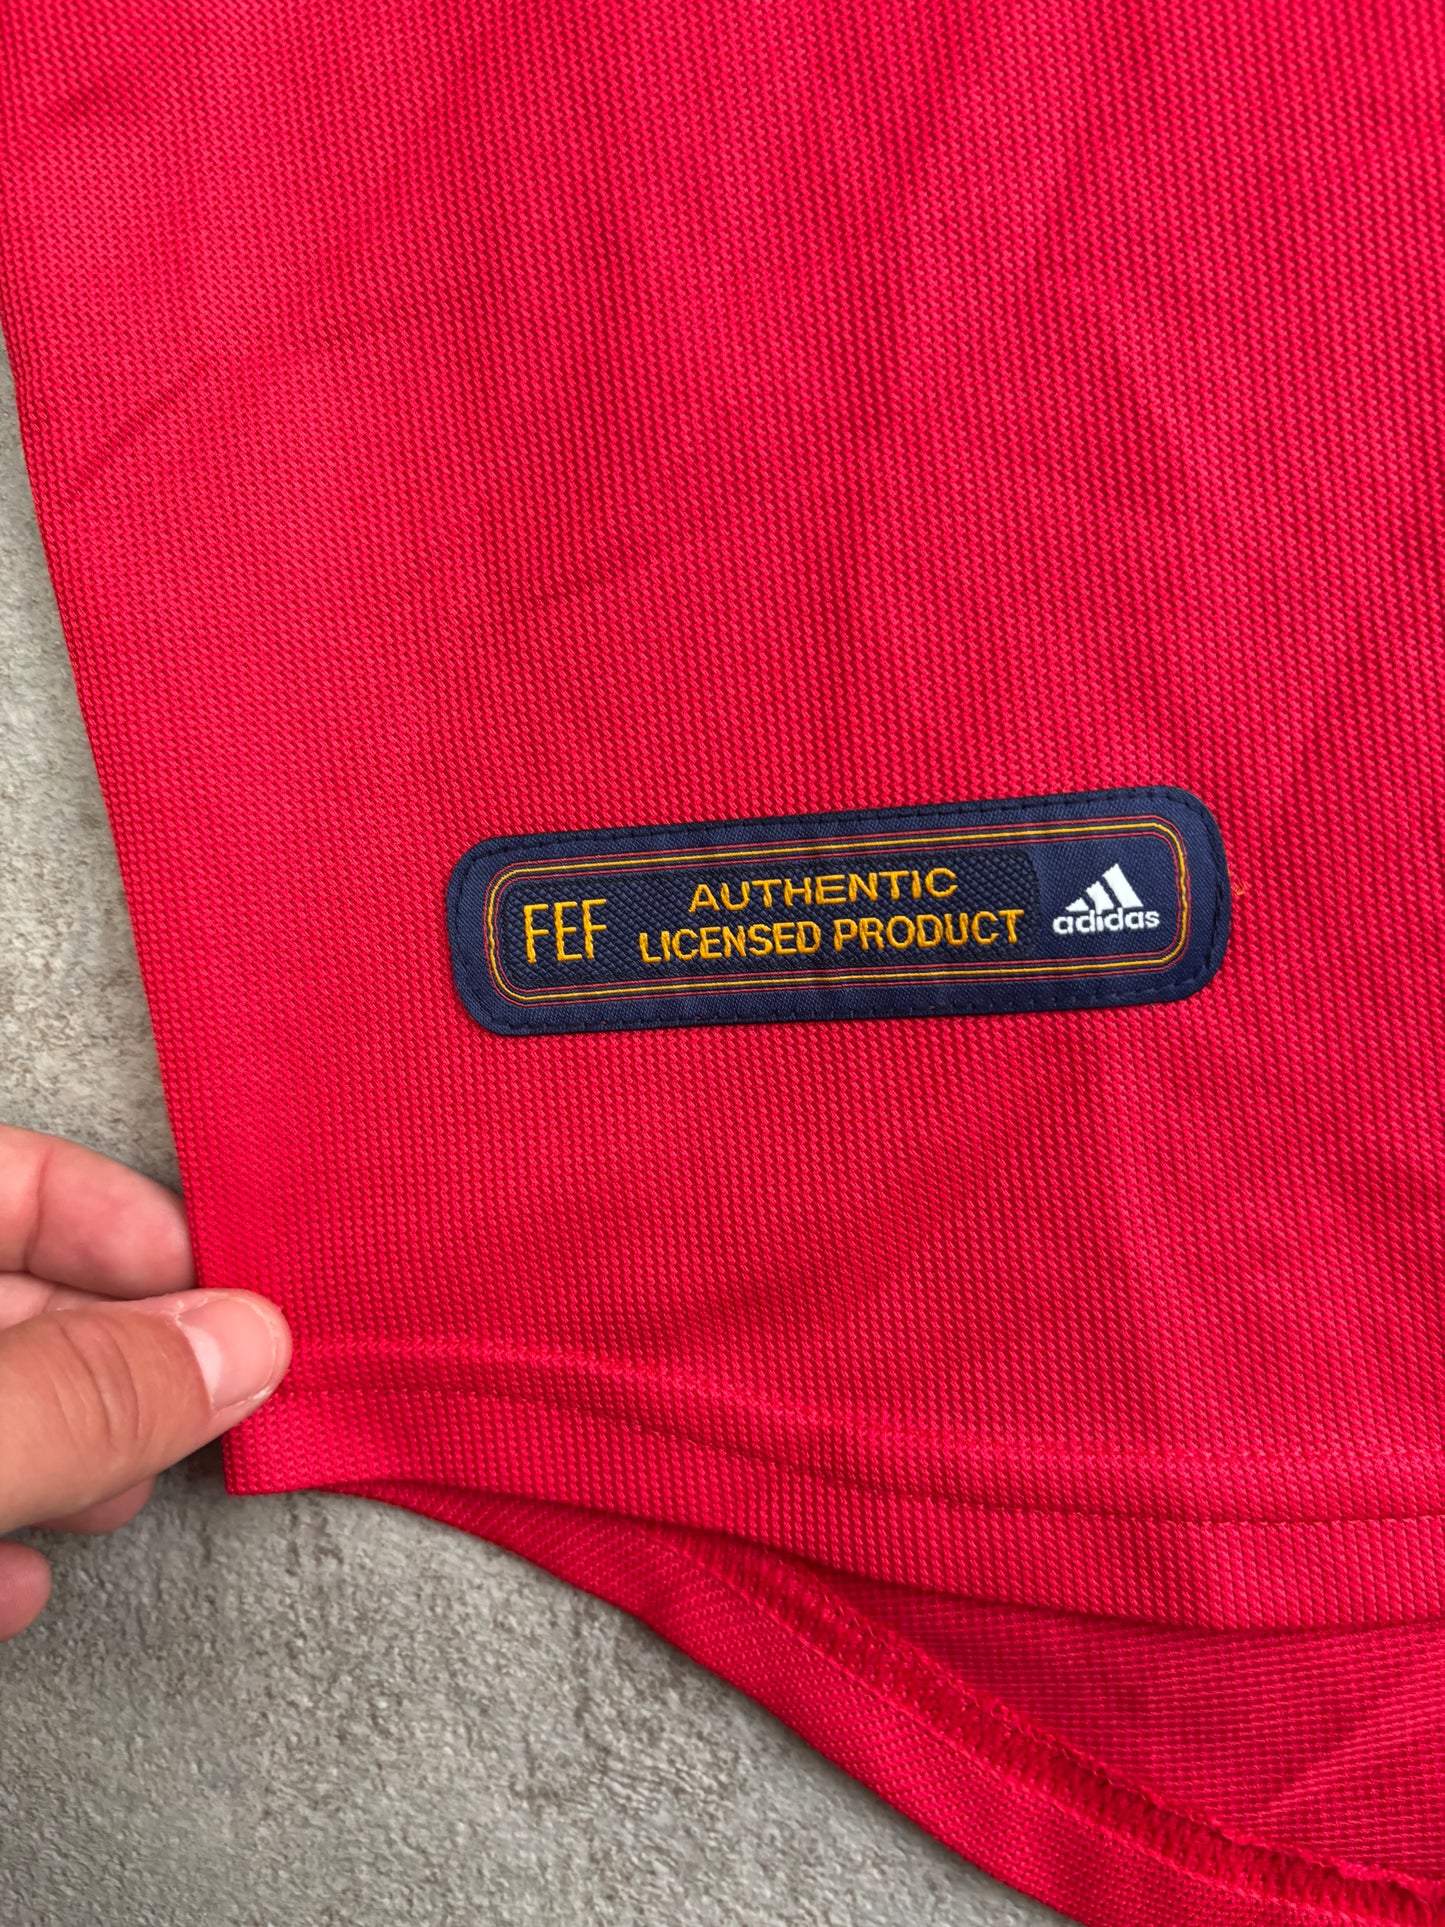 FEF
AUTHENTIC
LICENSED PRODUCT
adidas